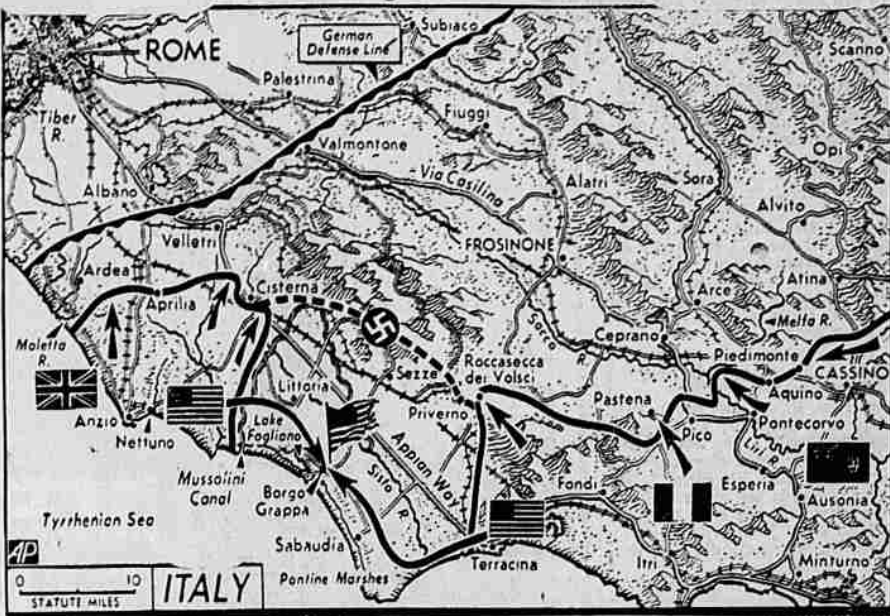 Subiaco
German
Defense Line
ROME
Scanno
Palestrina
Tiber
R.
Fiuggi
Opi
Valmontone
Via Casilina
Alatri
Sora
Albano
Alvito
Velletri
FROSINONE
Ardea
Cisterna
Atina
Aprilia
Arce
Melfa R.
Moletta
R.
Saco
R.
Ceprano
Piedimonte
Roccasecca
dei Volsci
CASSINO
Sezze
Littoria
Aquino
Priverno
Pastena
Anzio
Nettuno
Lake
Fogliano
Pico
Pontecorvo
Appian Way
Liri R.
Mussolini
Canal
Sisto
R.
Borgo
Grappa
Fondi
Esperia
Ausonia
Tyrrhenian Sea
Sabaudia
Terracina
Itri
Minturno
AP
0 10
STATUTE MILES
ITALY
Pontine Marshes